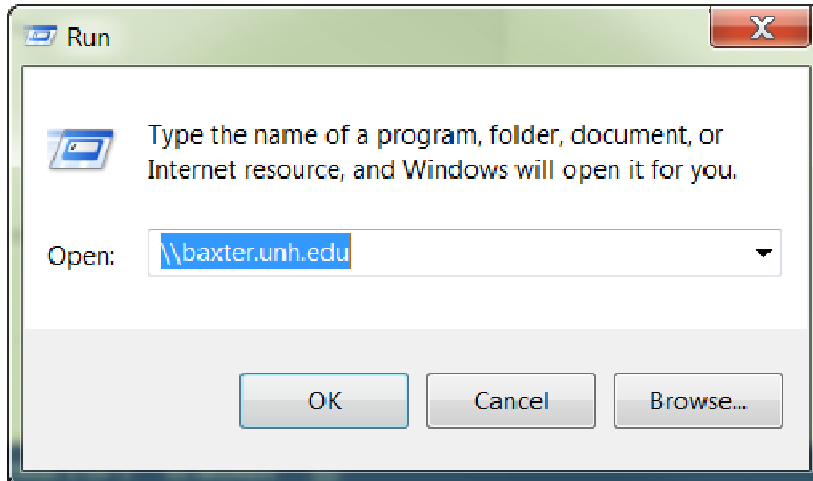 Run
Type the name of a program, folder, document, or
Internet resource, and Windows will open it for you.
Open: \\baxter.unh.edu
OK Cancel Browse...